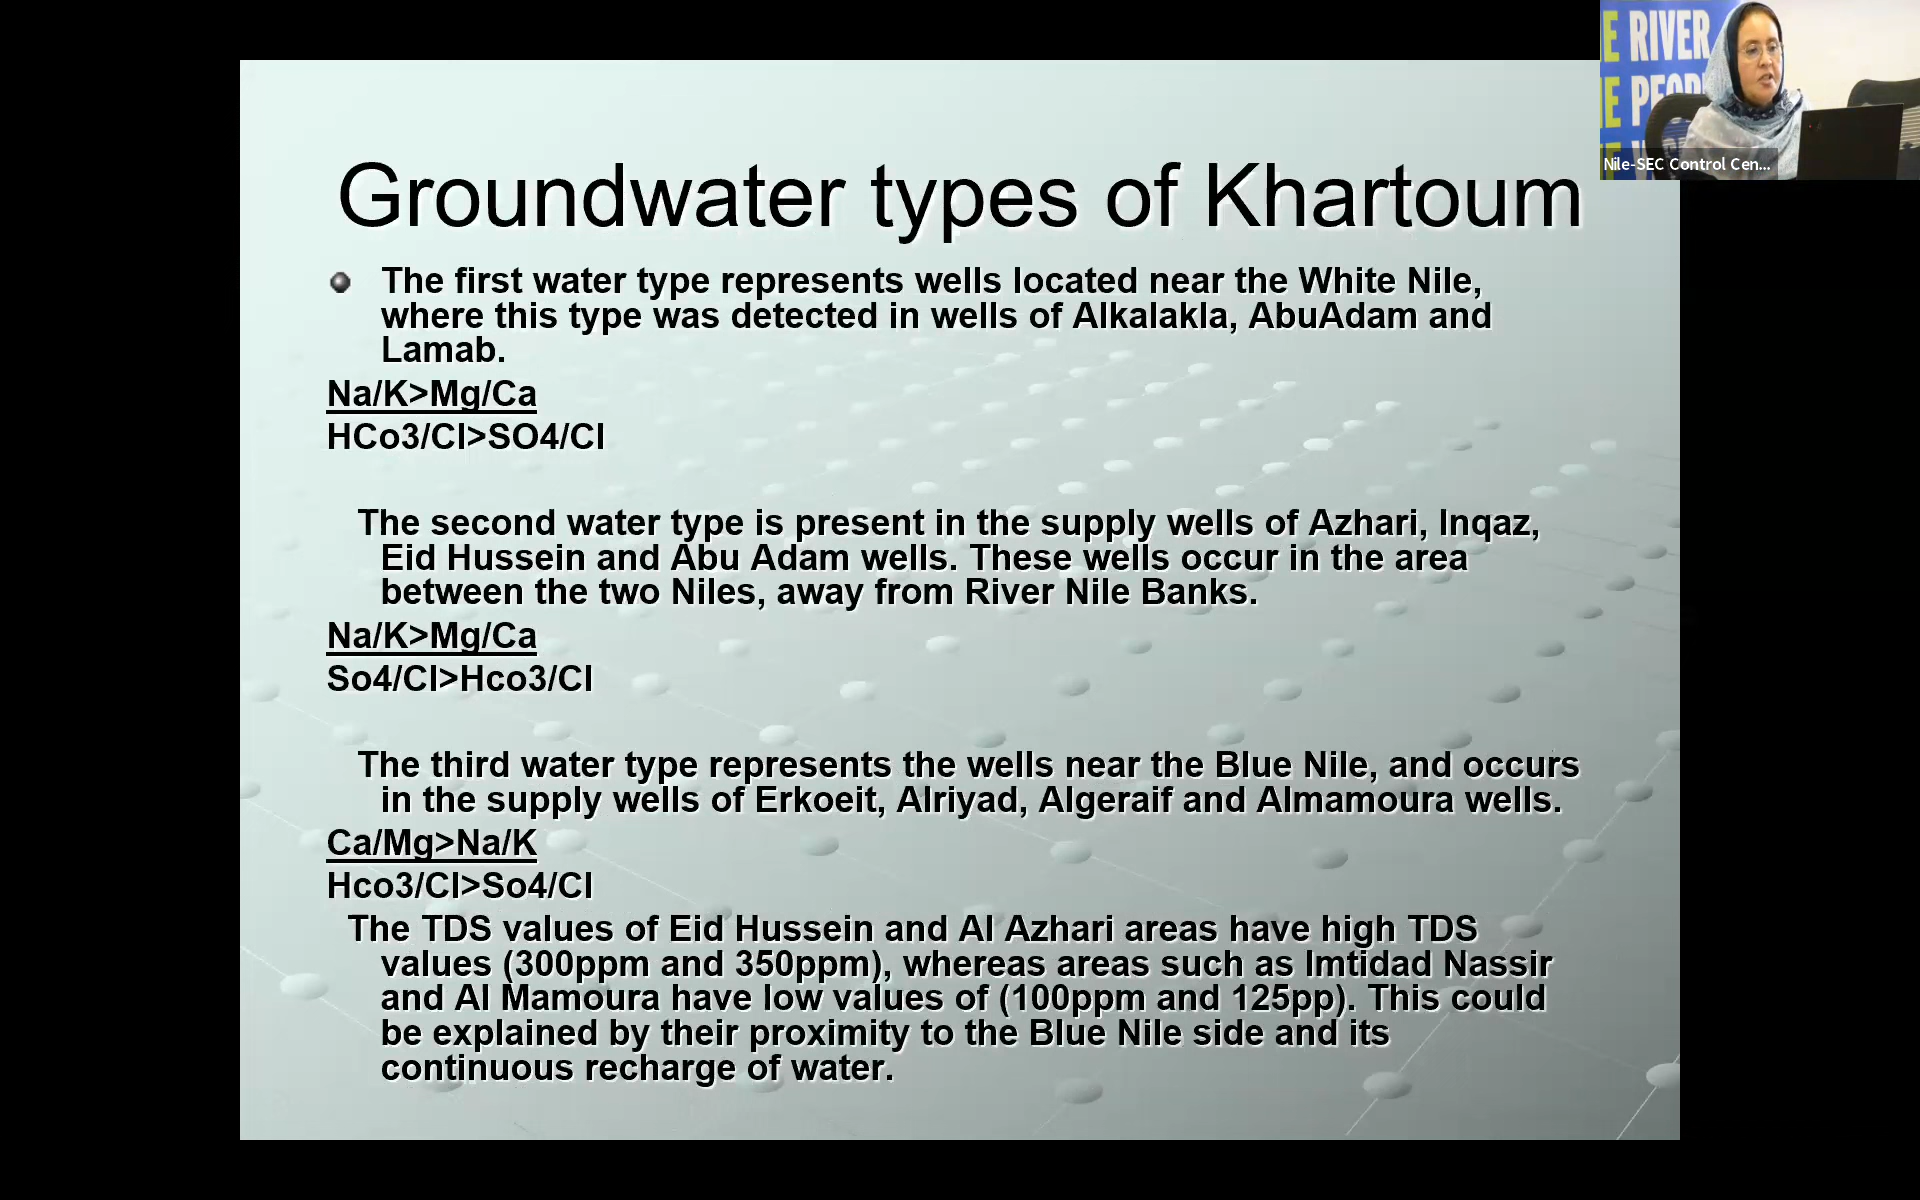 Groundwater types of Khartoum
The first water type represents wells located near the White Nile,
where this type was detected in wells of Alkalakla, AbuAdam and
Lamab.
Na/K>Mg/Ca
HCo3/Cl>SO4/Cl
The second water type is present in the supply wells of Azhari, Inqaz,
Eid Hussein and Abu Adam wells. These wells occur in the area
between the two Niles, away from River Nile Banks.
Na/K>Mg/Ca
So4/Cl>Hco3/Cl
The third water type represents the wells near the Blue Nile, and occurs
in the supply wells of Erkoeit, Alriyad, Algeraif and Almamoura wells.
Ca/Mg>Na/K
Hco3/Cl>So4/Cl
The TDS values of Eid Hussein and Al Azhari areas have high TDS
values (300ppm and 350ppm), whereas areas such as Imtidad Nassir
and Al Mamoura have low values of (100ppm and 125pp). This could
be explained by their proximity to the Blue Nile side and its
continuous recharge of water.
E RIVER
Nile-SEC Control Cen...